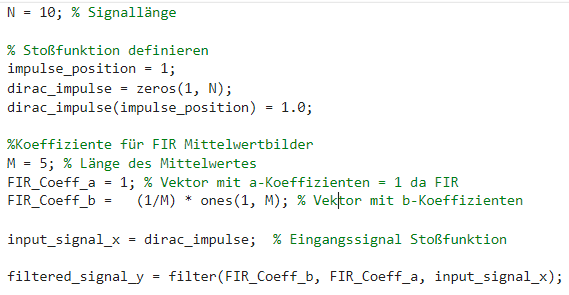 N = 10; % Signallänge
% Stoßfunktion definieren
impulse_position = 1;
dirac_impulse = zeros(1, N);
dirac_impulse(impulse_position) = 1.0;
%Koeffiziente für FIR Mittelwertbilder
M = 5; % Länge des Mittelwertes
FIR_Coeff_a = 1; % Vektor mit a-Koeffizienten = 1 da FIR
FIR_Coeff_b =   (1/M) * ones(1, M); % Vektor mit b-Koeffizienten
input_signal_x = dirac_impulse;  % Eingangssignal Stoßfunktion
filtered_signal_y = filter(FIR_Coeff_b, FIR_Coeff_a, input_signal_x);